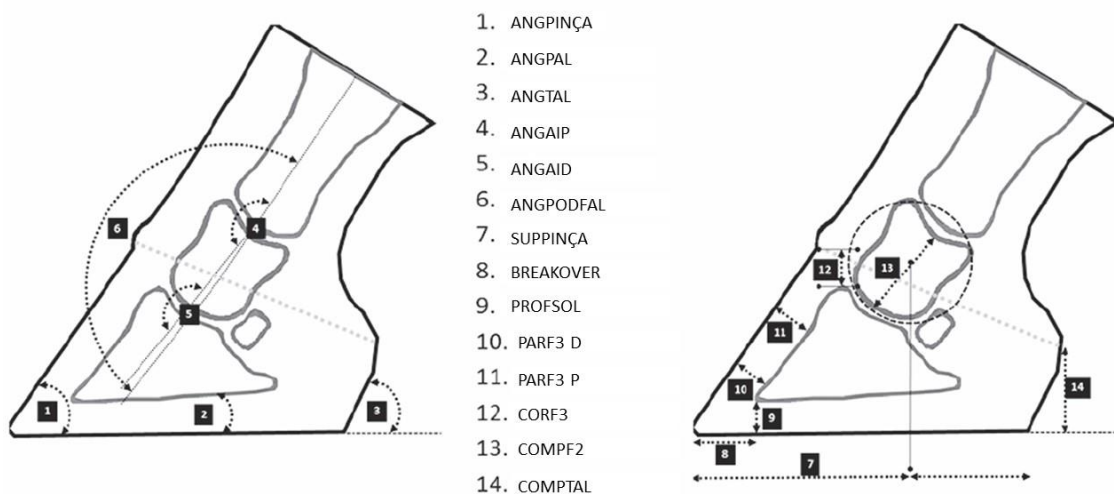 1. ANGPINÇA
2. ANGPAL
3. ANGTAL
4. ANGAIP
5. ANGAID
6. ANGPODFAL
7. SUPPINÇA
8. BREAKOVER
9. PROFSOL
10. PARF3 D
11. PARF3 P
12. CORF3
13. COMPF2
14. COMPTAL
6
4
5
1
2
3
12
13
11
10
9
14
8
7